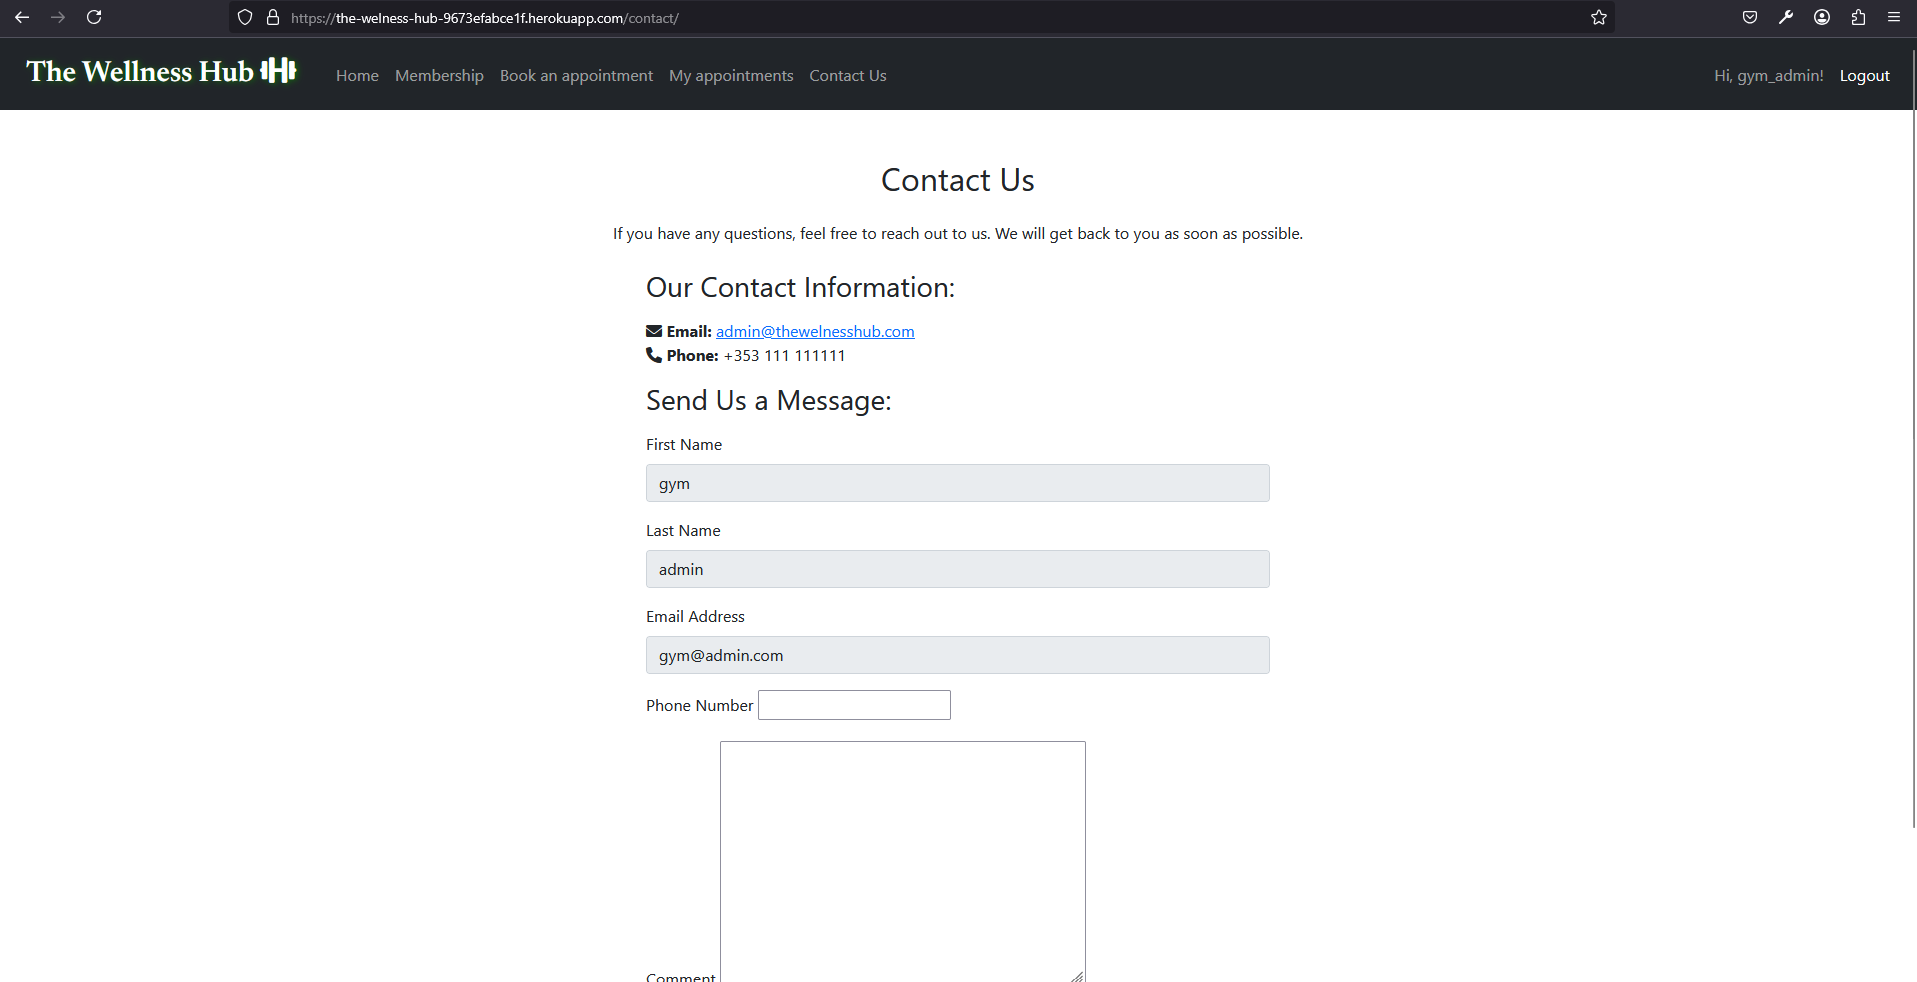 https://the-welness-hub-9673efabce1f.herokuapp.com/contact/
The Wellness Hub Home Membership Book an appointment My appointments Contact Us Hi, gym_admin! Logout
Contact Us
If you have any questions, feel free to reach out to us. We will get back to you as soon as possible.
Our Contact Information:
Email: admin@thewelnesshub.com
Phone: +353 111 111111
Send Us a Message:
First Name
gym
Last Name
admin
Email Address
gym@admin.com
Phone Number
Comment